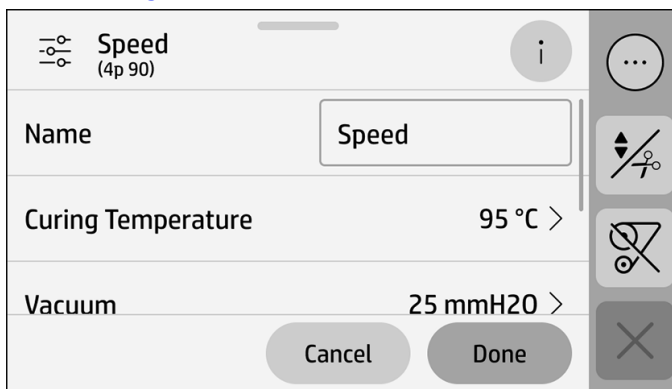 Speed
(4p 90)
i
Name
Speed
Curing Temperature
95 °C
Vacuum
25 mmH2O
Cancel
Done